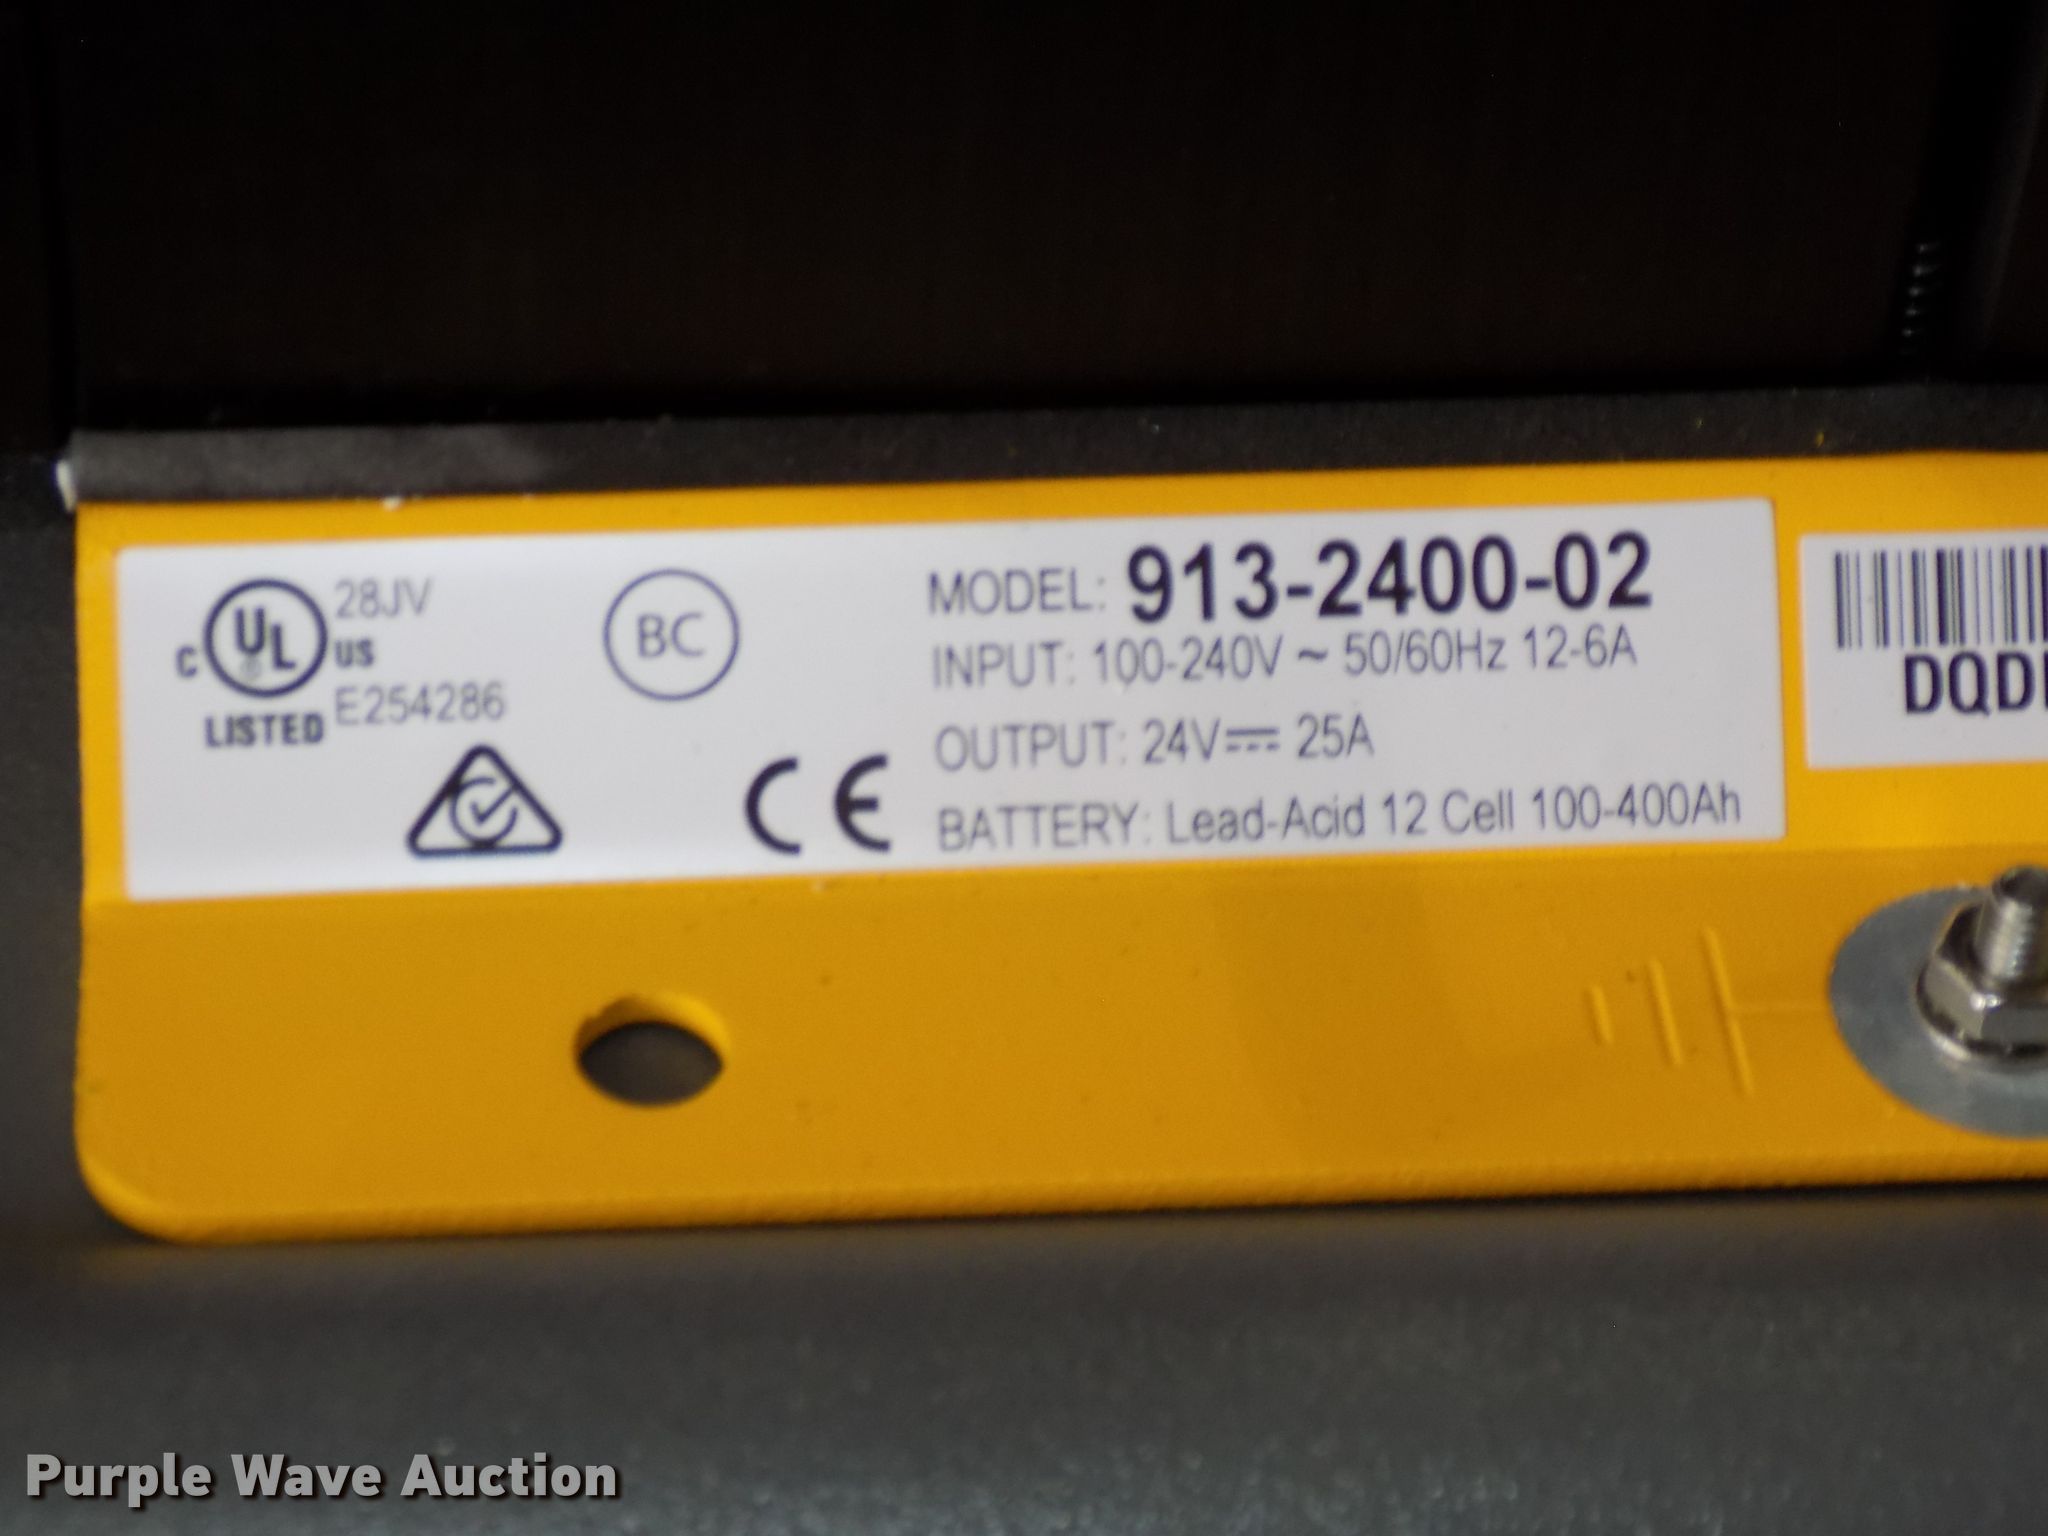 28JV
C UL ® US
E254286
LISTED
BC
CE
MODEL: 913-2400-02
INPUT: 100-240V ~ 50/60Hz 12-6A
OUTPUT: 24V⎓ 25A
BATTERY: Lead-Acid 12 Cell 100-400Ah
DQD
Purple Wave Auction